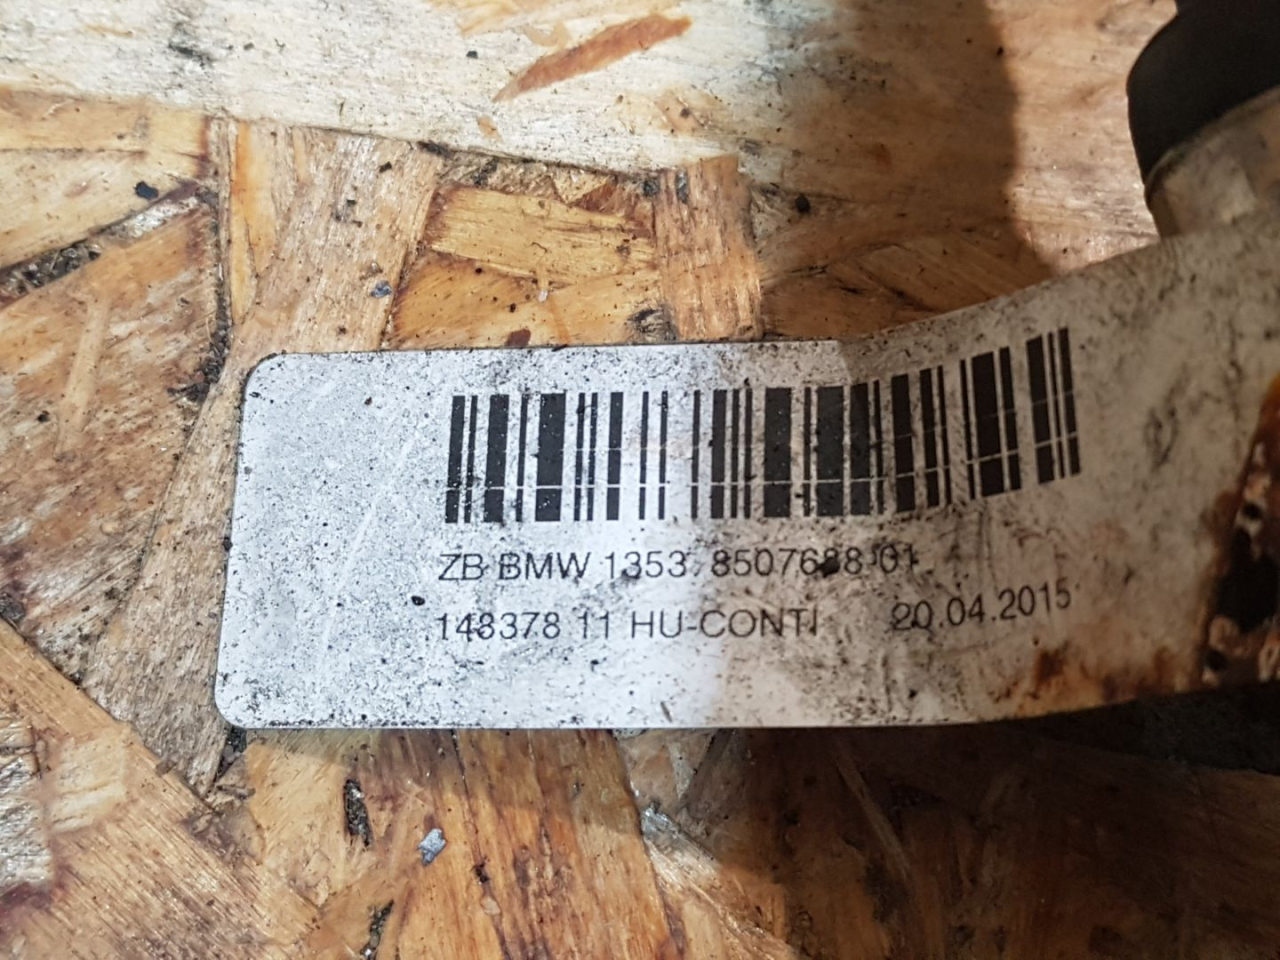 ZB BMW 1353 8507688-01
148378 11 HU-CONTI 20.04.2015